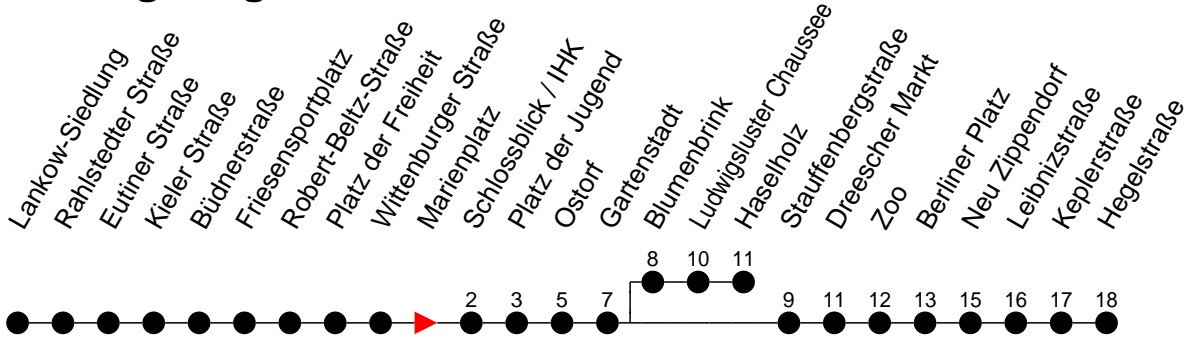 Lankow-Siedlung
Rahlstedter Straße
Eutiner Straße
Kieler Straße
Büdnerstraße
Friesensportplatz
Robert-Beltz-Straße
Platz der Freiheit
Wittenburger Straße
Marienplatz
Schlossblick / IHK
Platz der Jugend
Ostorf
Gartenstadt
Blumenbrink
Ludwigsluster Chaussee
Haselholz
Stauffenbergstraße
Dreescher Markt
Zoo
Berliner Platz
Neu Zippendorf
Leibnizstraße
Keplerstraße
Hegelstraße
8 10 11
2 3 5 7 9 11 12 13 15 16 17 18